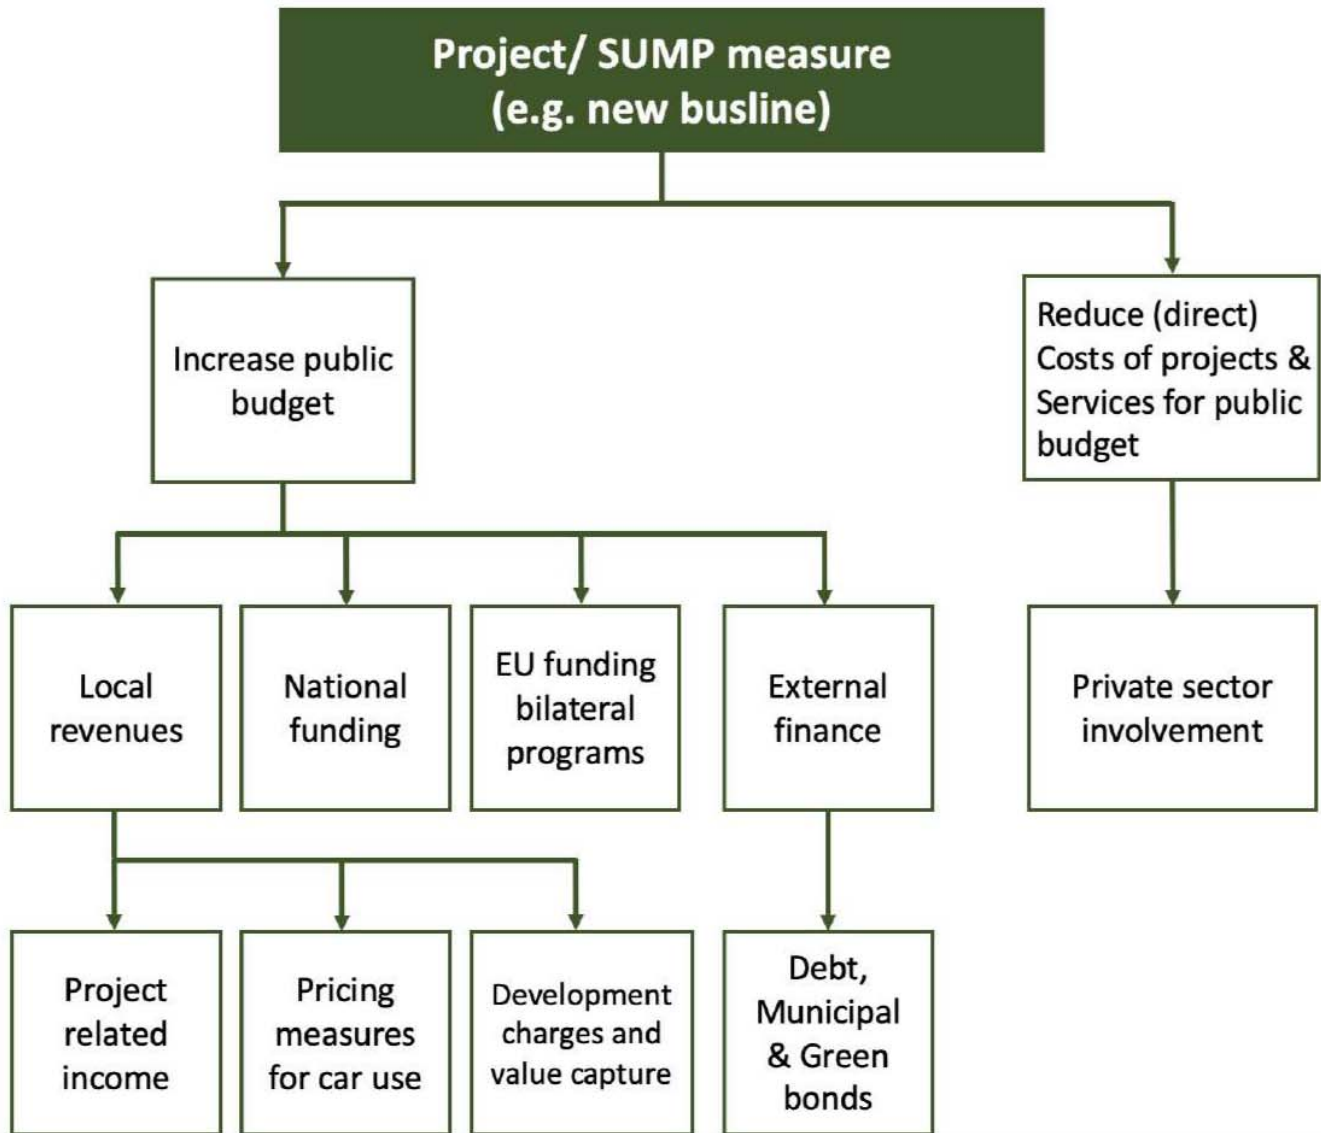 Project/ SUMP measure
(e.g. new busline)
Increase public
budget
Reduce (direct)
Costs of projects &
Services for public
budget
Local
revenues
National
funding
EU funding
bilateral
programs
External
finance
Private sector
involvement
Project
related
income
Pricing
measures
for car use
Development
charges and
value capture
Debt,
Municipal
& Green
bonds